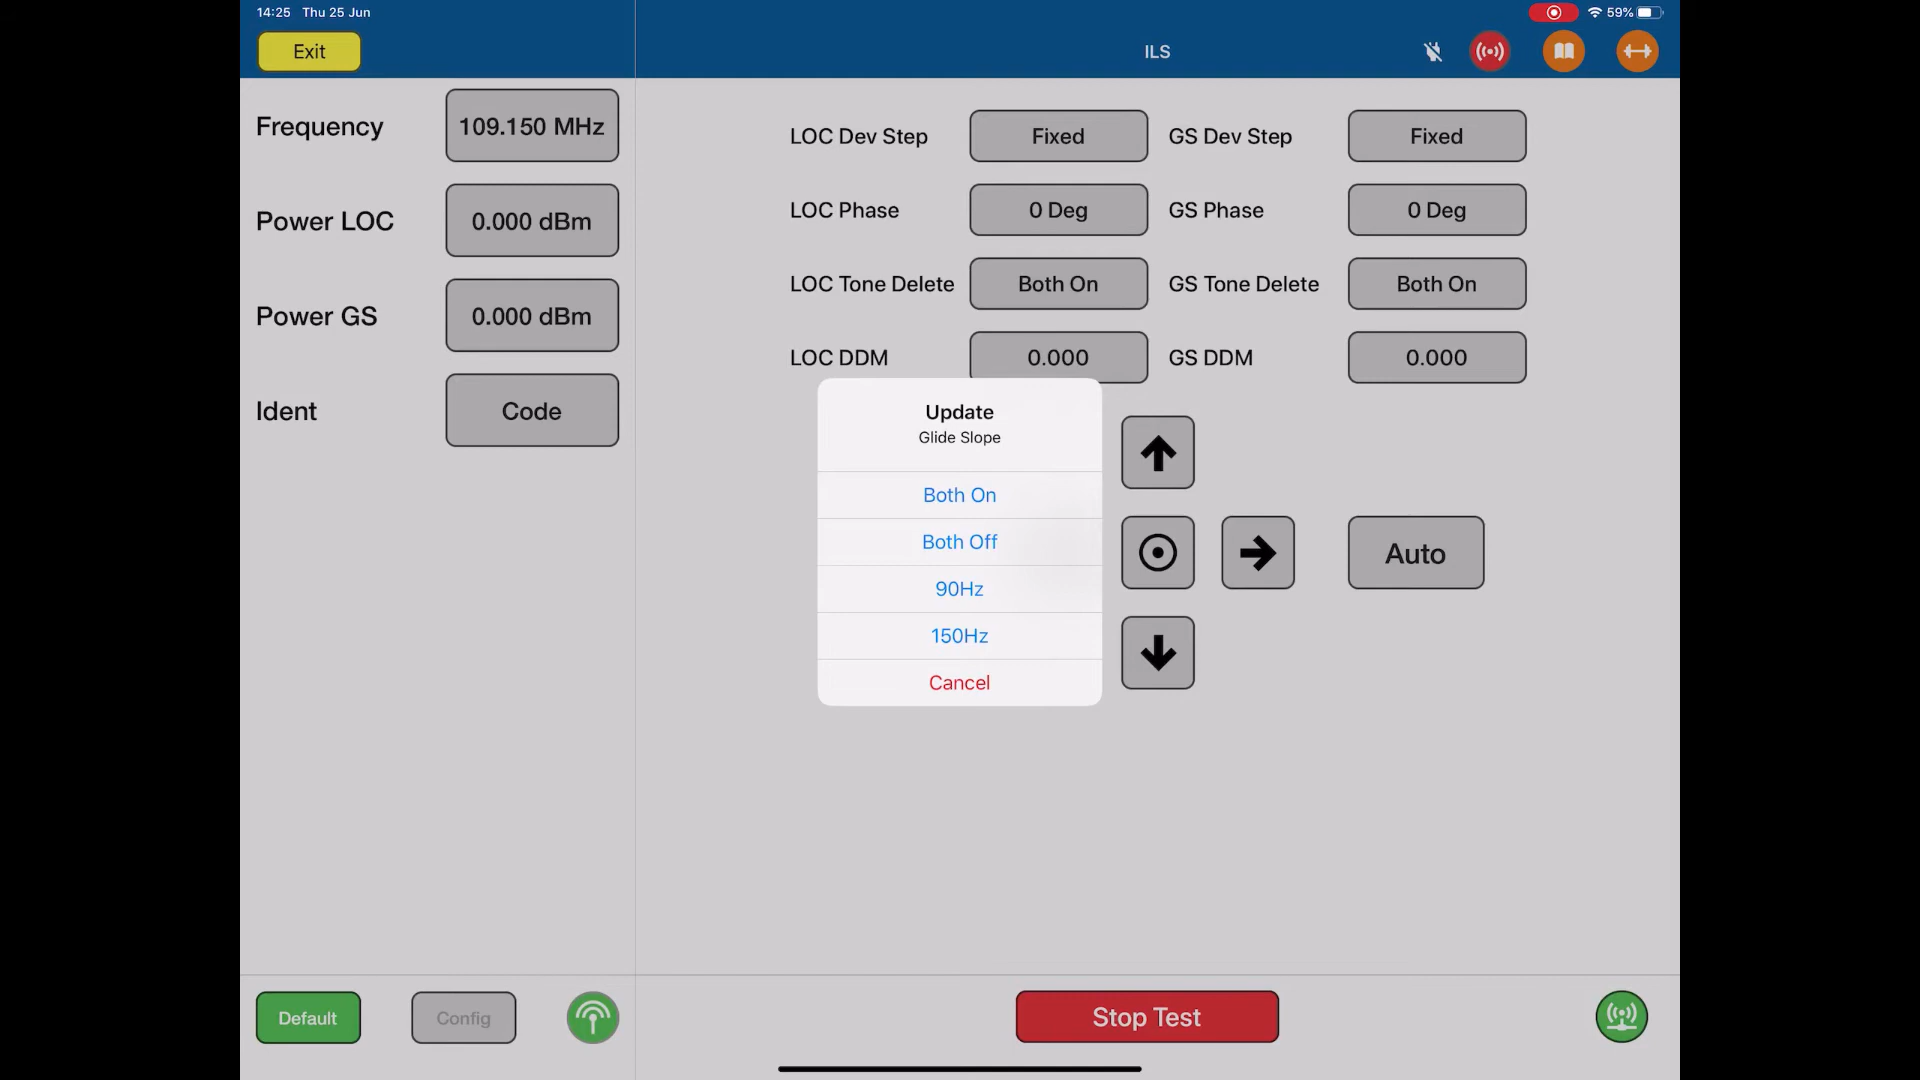 14:25 Thu 25 Jun
59%
Exit
ILS
Frequency 109.150 MHz
Power LOC 0.000 dBm
Power GS 0.000 dBm
Ident Code
LOC Dev Step Fixed GS Dev Step Fixed
LOC Phase 0 Deg GS Phase 0 Deg
LOC Tone Delete Both On GS Tone Delete Both On
LOC DDM 0.000 GS DDM 0.000
Update
Glide Slope
Both On
Both Off
90Hz
150Hz
Cancel
Auto
Default
Config
Stop Test